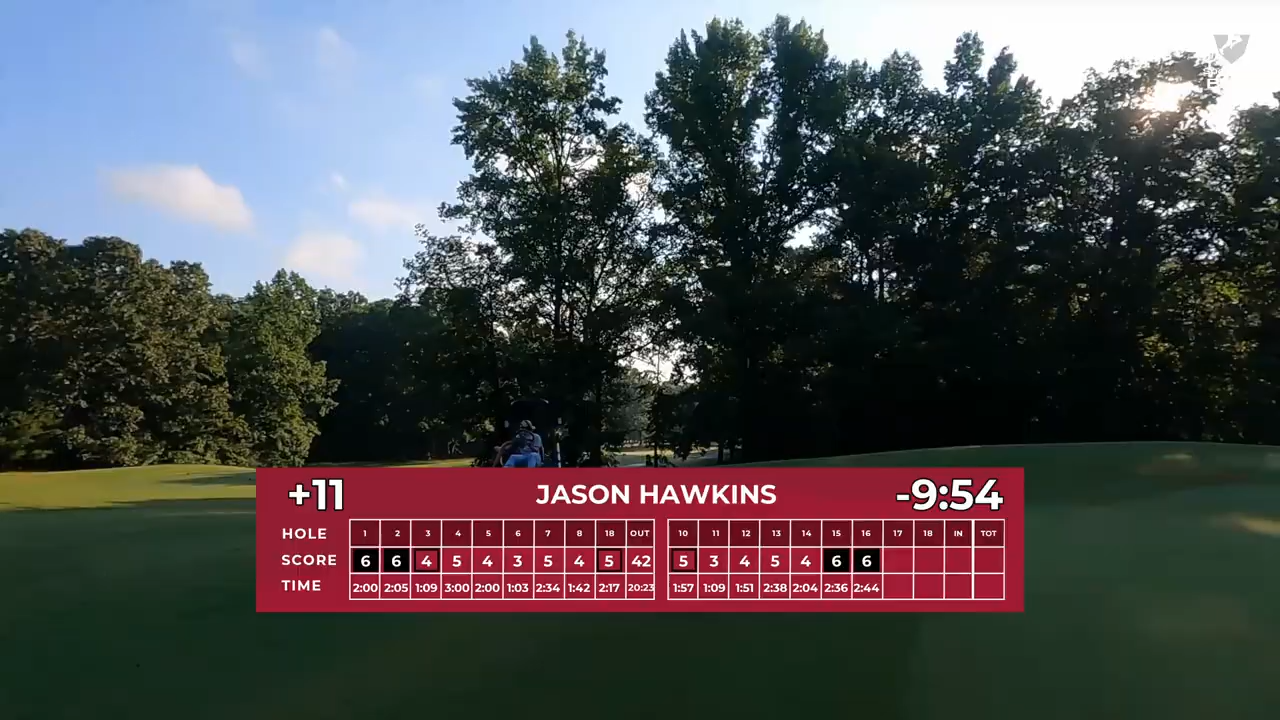 +11 JASON HAWKINS -9:54
HOLE 1 2 3 4 5 6 7 8 18 OUT 10 11 12 13 14 15 16 17 18 IN TOT
SCORE 6 6 4 5 4 3 5 4 5 42 5 3 4 5 4 6 6
TIME 2:00 2:05 1:09 3:00 2:00 1:03 2:34 1:42 2:17 20:23 1:57 1:09 1:51 2:38 2:04 2:36 2:44